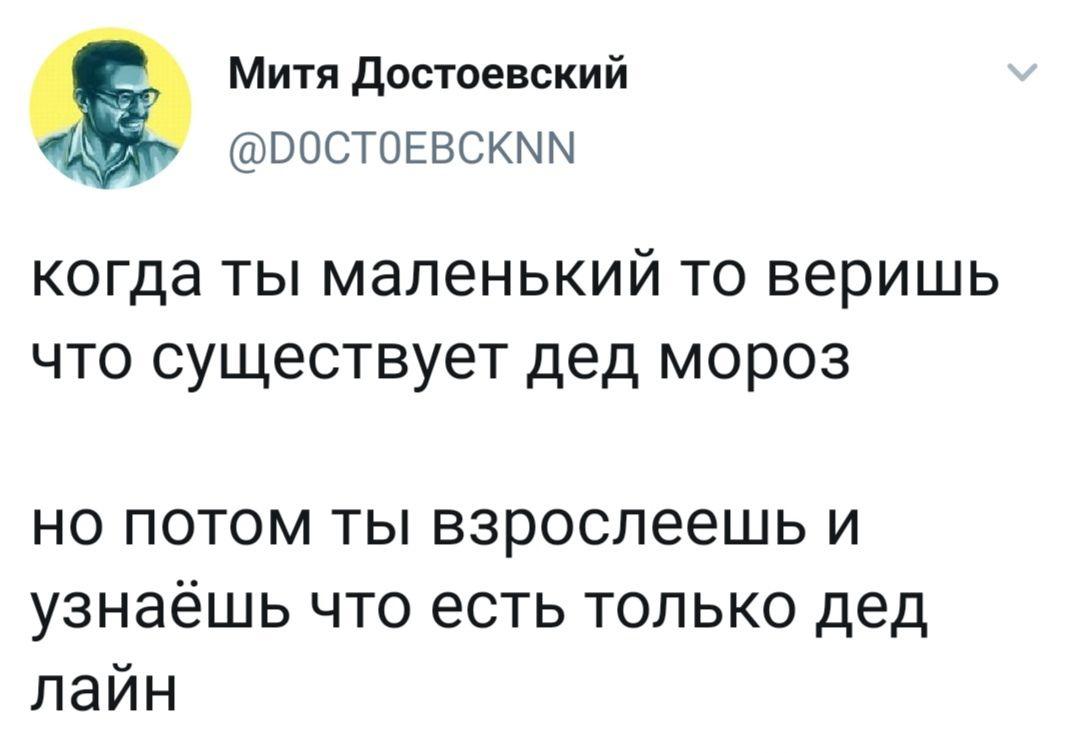 Митя Достоевский
@D0CT0EBCKNN
когда ты маленький то веришь
что существует дед мороз
но потом ты взрослеешь и
узнаёшь что есть только дед
лайн